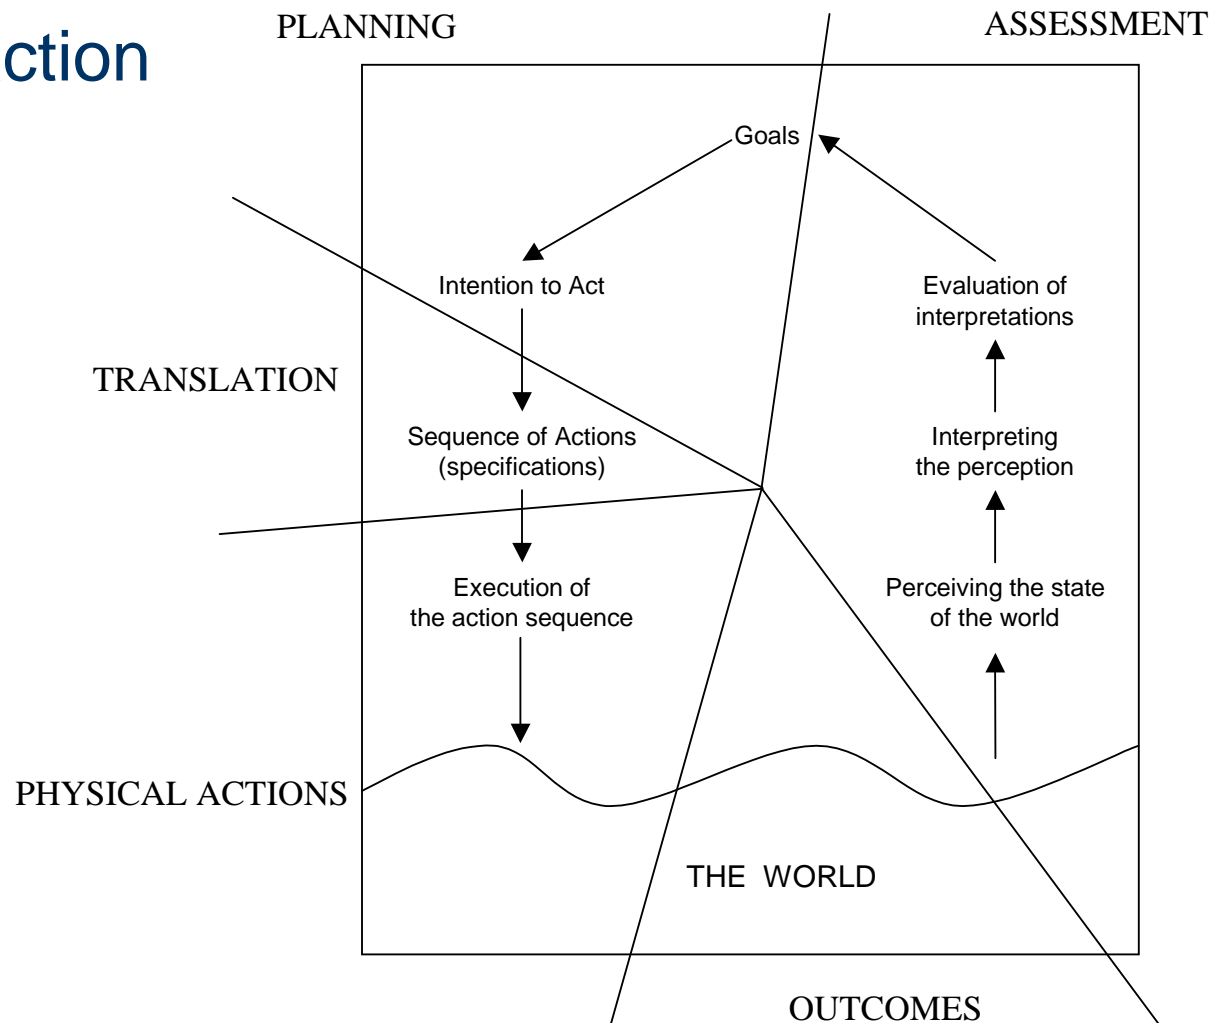 ction
PLANNING
ASSESSMENT
Goals
Intention to Act
Evaluation of
interpretations
TRANSLATION
Sequence of Actions
(specifications)
Interpreting
the perception
Execution of
the action sequence
Perceiving the state
of the world
PHYSICAL ACTIONS
THE WORLD
OUTCOMES